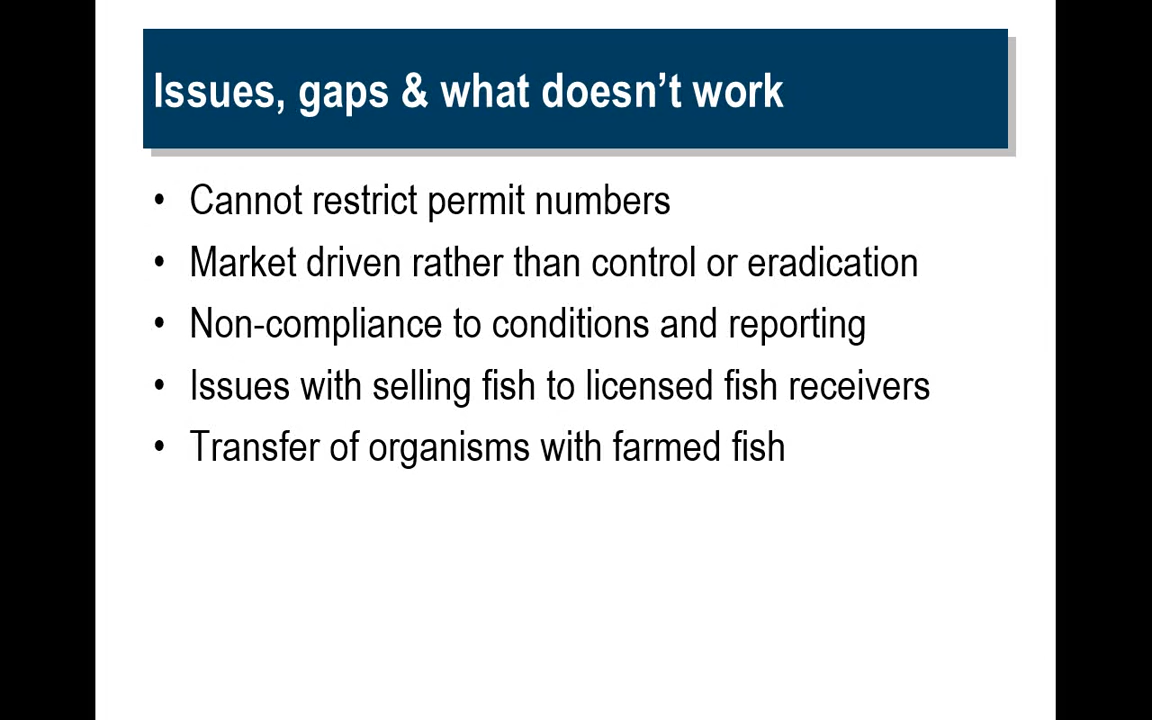 Issues, gaps & what doesn’t work
• Cannot restrict permit numbers
• Market driven rather than control or eradication
• Non-compliance to conditions and reporting
• Issues with selling fish to licensed fish receivers
• Transfer of organisms with farmed fish